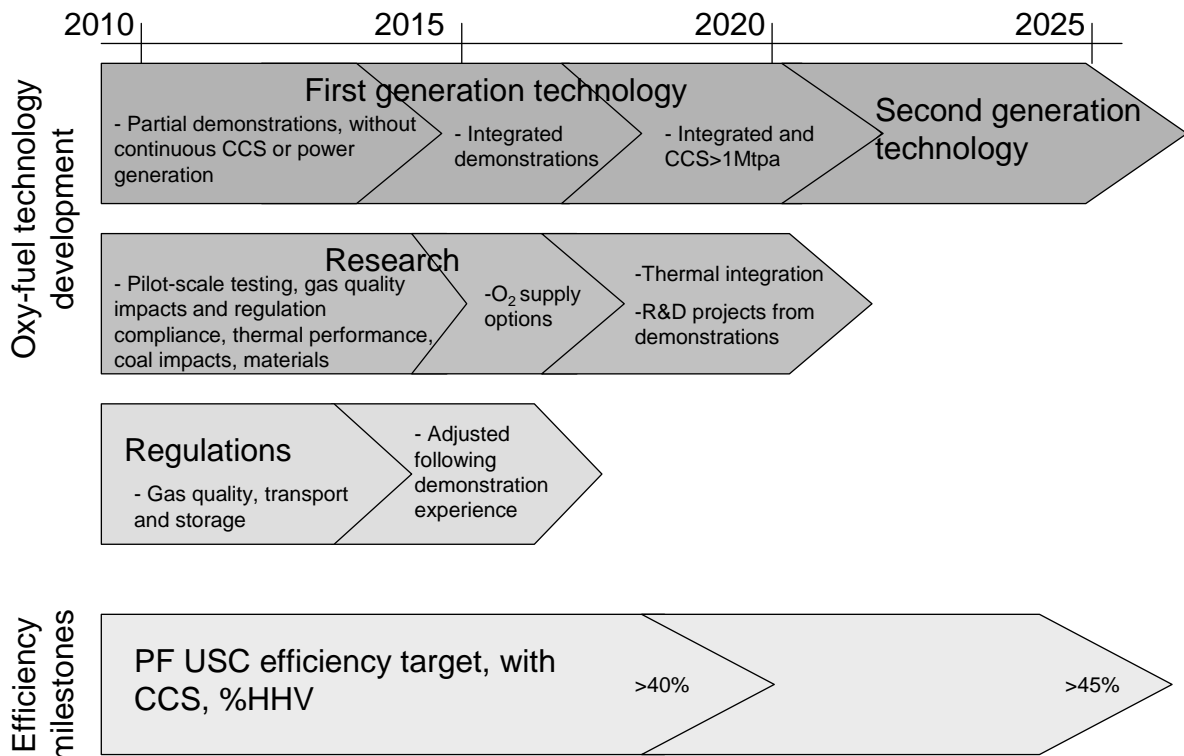 2010 2015 2020 2025
Oxy-fuel technology
development
First generation technology
- Partial demonstrations, without
continuous CCS or power
generation
- Integrated
demonstrations
- Integrated and
CCS>1Mtpa
Second generation
technology
Research
- Pilot-scale testing, gas quality
impacts and regulation
compliance, thermal performance,
coal impacts, materials
-O₂ supply
options
-Thermal integration
-R&D projects from
demonstrations
Regulations
- Gas quality, transport
and storage
- Adjusted
following
demonstration
experience
Efficiency
milestones
PF USC efficiency target, with
CCS, %HHV
>40%
>45%